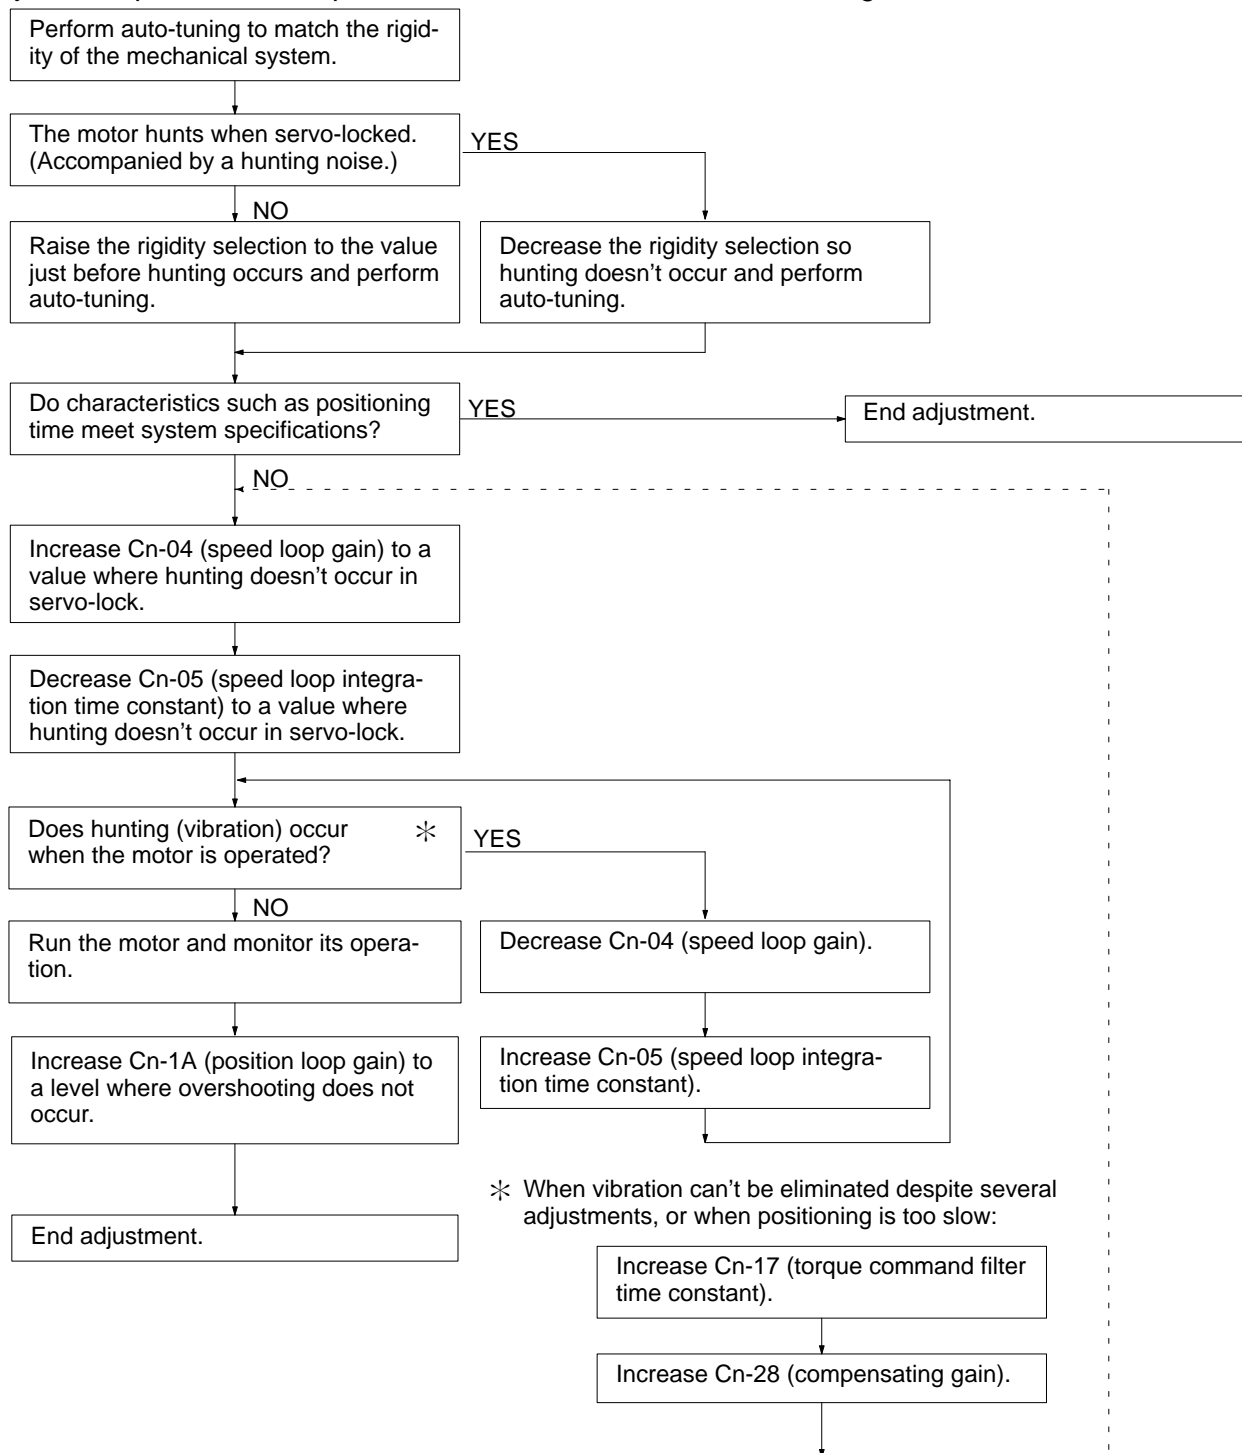 Perform auto-tuning to match the rigid-
ity of the mechanical system.
The motor hunts when servo-locked.
(Accompanied by a hunting noise.)
YES
NO
Raise the rigidity selection to the value
just before hunting occurs and perform
auto-tuning.
Decrease the rigidity selection so
hunting doesn't occur and perform
auto-tuning.
Do characteristics such as positioning
time meet system specifications?
YES
End adjustment.
NO
Increase Cn-04 (speed loop gain) to a
value where hunting doesn't occur in
servo-lock.
Decrease Cn-05 (speed loop integra-
tion time constant) to a value where
hunting doesn't occur in servo-lock.
Does hunting (vibration) occur *
when the motor is operated?
YES
NO
Run the motor and monitor its opera-
tion.
Decrease Cn-04 (speed loop gain).
Increase Cn-1A (position loop gain) to
a level where overshooting does not
occur.
Increase Cn-05 (speed loop integra-
tion time constant).
End adjustment.
* When vibration can't be eliminated despite several
adjustments, or when positioning is too slow:
Increase Cn-17 (torque command filter
time constant).
Increase Cn-28 (compensating gain).